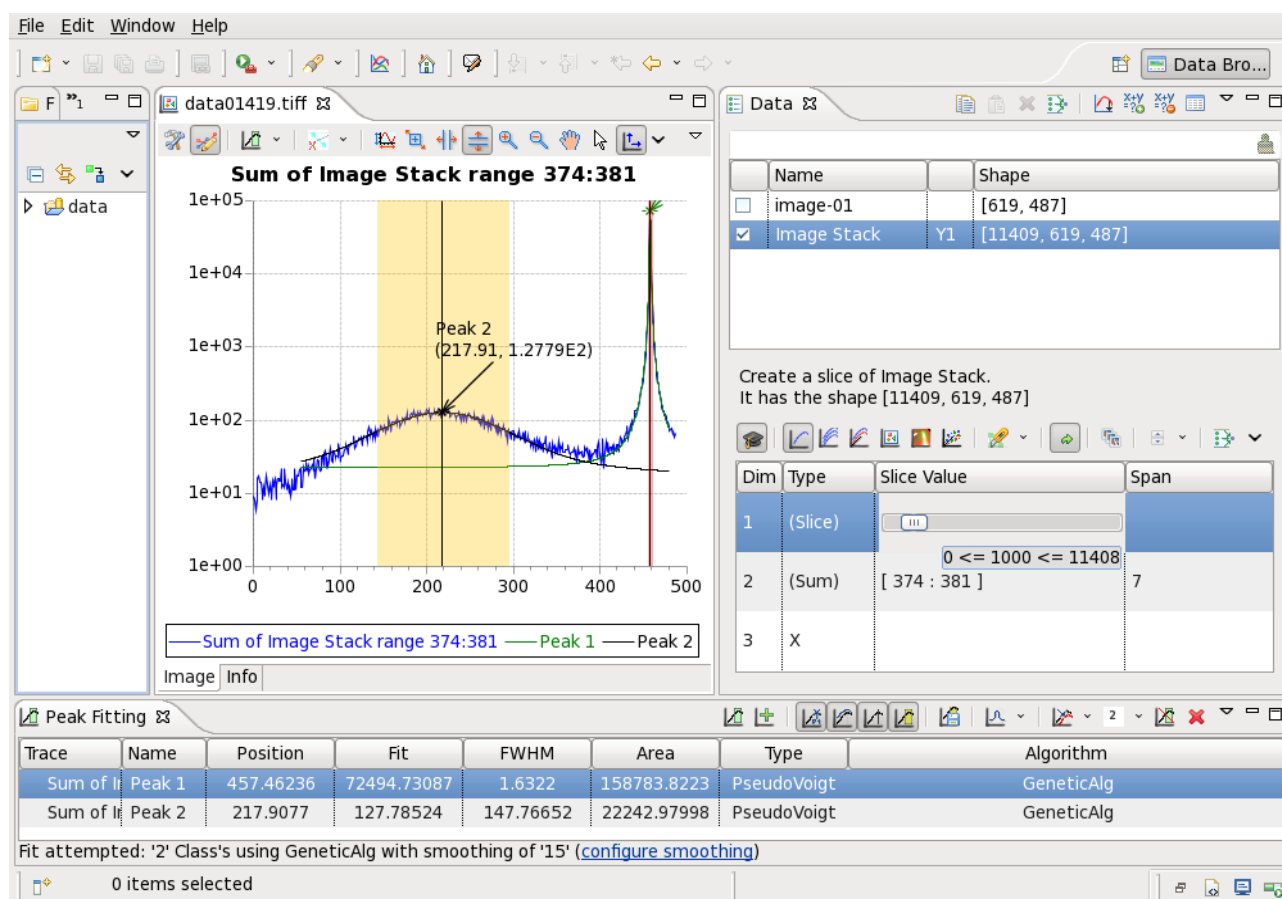 File Edit Window Help
Data Bro...
F "1
data01419.tiff
Data
data
Sum of Image Stack range 374:381
1e+05
1e+04
1e+03
1e+02
1e+01
1e+00
Peak 2
(217.91, 1.2779E2)
0 100 200 300 400 500
Sum of Image Stack range 374:381 Peak 1 Peak 2
Image Info
Name Shape
image-01 [619, 487]
Image Stack Y1 [11409, 619, 487]
Create a slice of Image Stack.
It has the shape [11409, 619, 487]
Dim Type Slice Value Span
1 (Slice)
0 <= 1000 <= 11408
2 (Sum) [ 374 : 381 ] 7
3 X
Peak Fitting
2
Trace Name Position Fit FWHM Area Type Algorithm
Sum of Peak 1 457.46236 72494.73087 1.6322 158783.8223 PseudoVoigt GeneticAlg
Sum of Peak 2 217.9077 127.78524 147.76652 22242.97998 PseudoVoigt GeneticAlg
Fit attempted: '2' Class's using GeneticAlg with smoothing of '15' (configure smoothing)
0 items selected